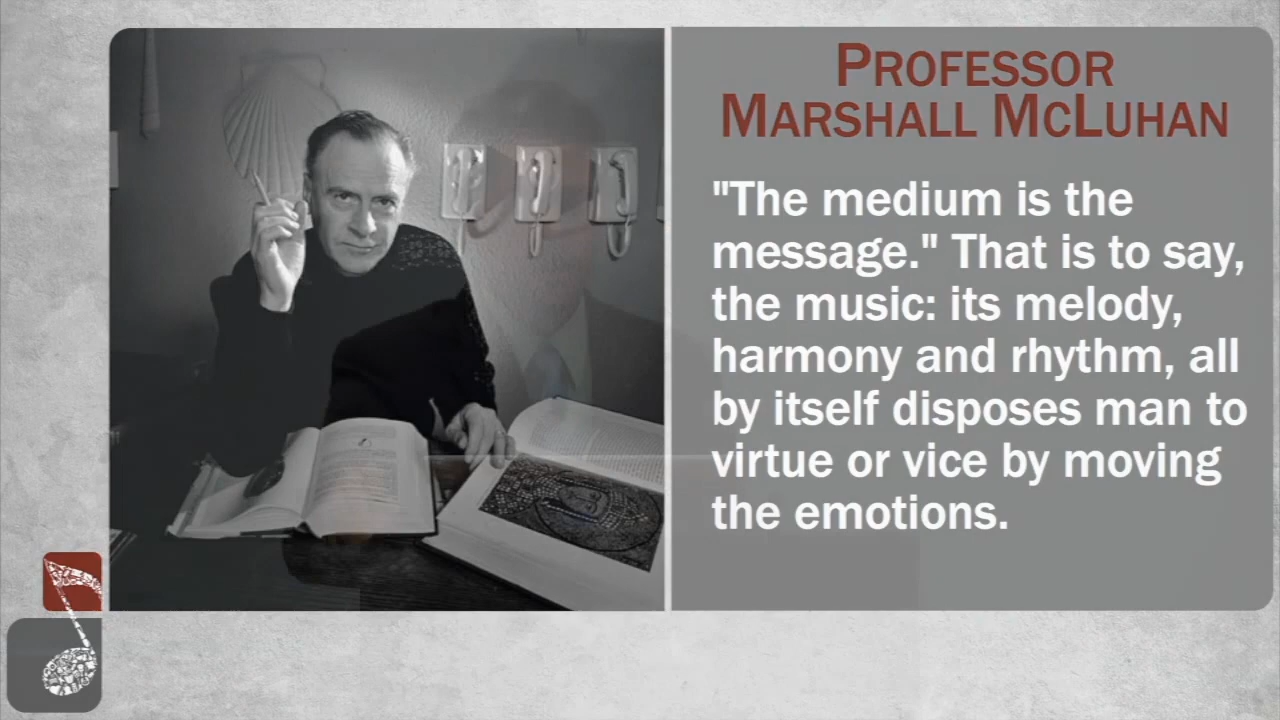 PROFESSOR
MARSHALL MCLUHAN
"The medium is the
message." That is to say,
the music: its melody,
harmony and rhythm, all
by itself disposes man to
virtue or vice by moving
the emotions.